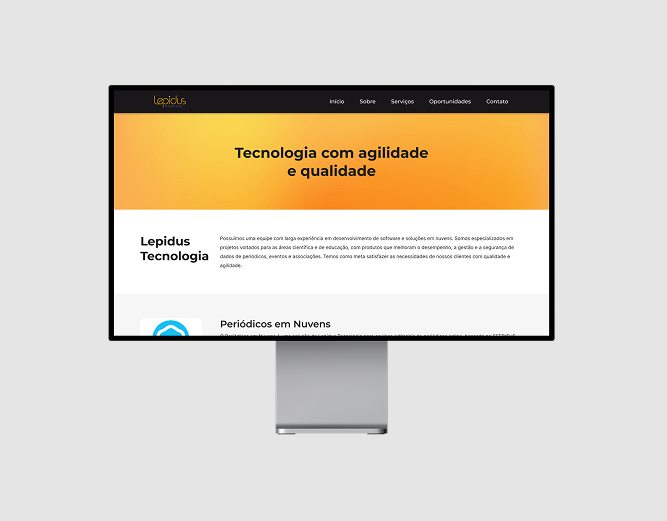 Lepidus
Início Sobre Serviços Oportunidades Contato
Tecnologia com agilidade
e qualidade
Lepidus
Tecnologia
Possuímos uma equipe com larga experiência em desenvolvimento de software e soluções em nuvens. Somos especializados em
projetos voltados para as áreas científica e de educação, com produtos que melhoram o desempenho, a gestão e a segurança de
dados de periódicos, eventos e associações. Temos como meta satisfazer as necessidades de nossos clientes com qualidade e
agilidade.
Periódicos em Nuvens